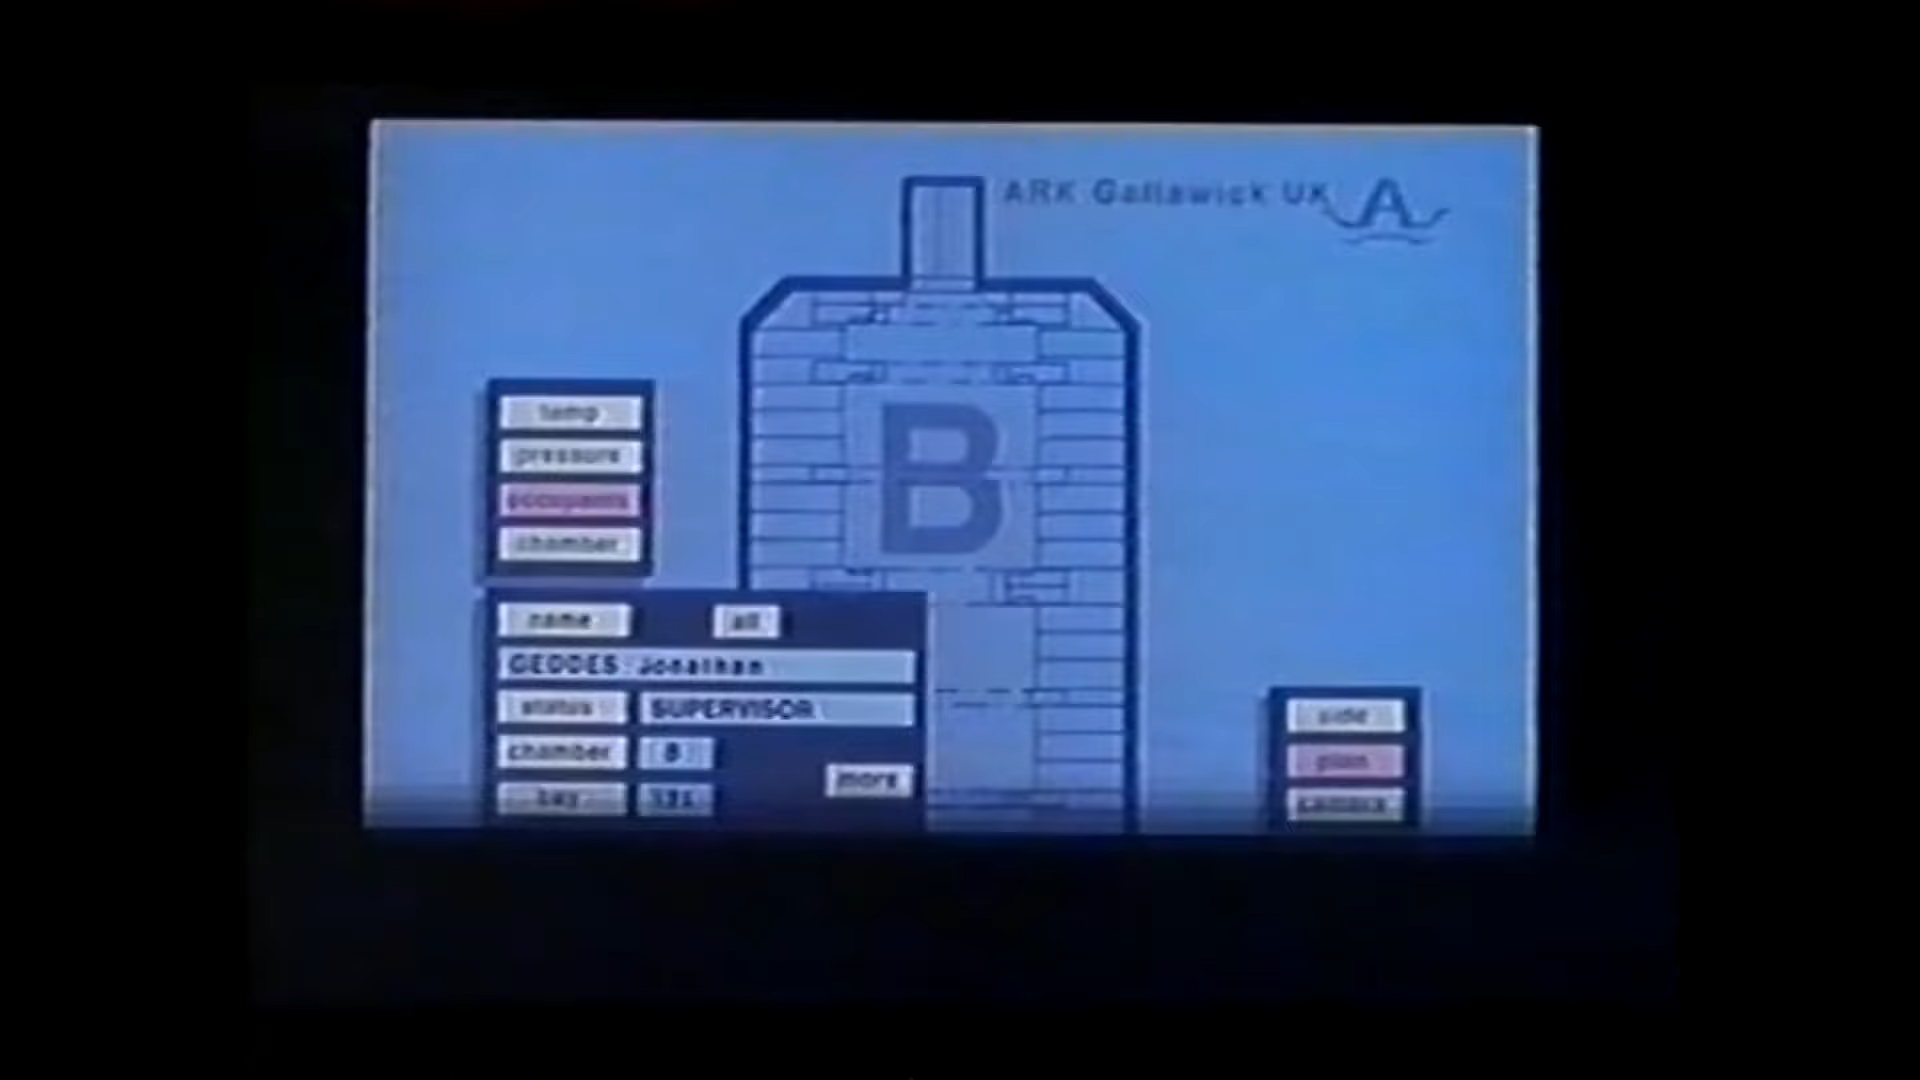 ARK Gallawick UK A
B
temp
pressure
occupants
chamber
name all
GEDDES Jonathan
status SUPERVISOR
chamber B
more
bay 131
side
plan
camera